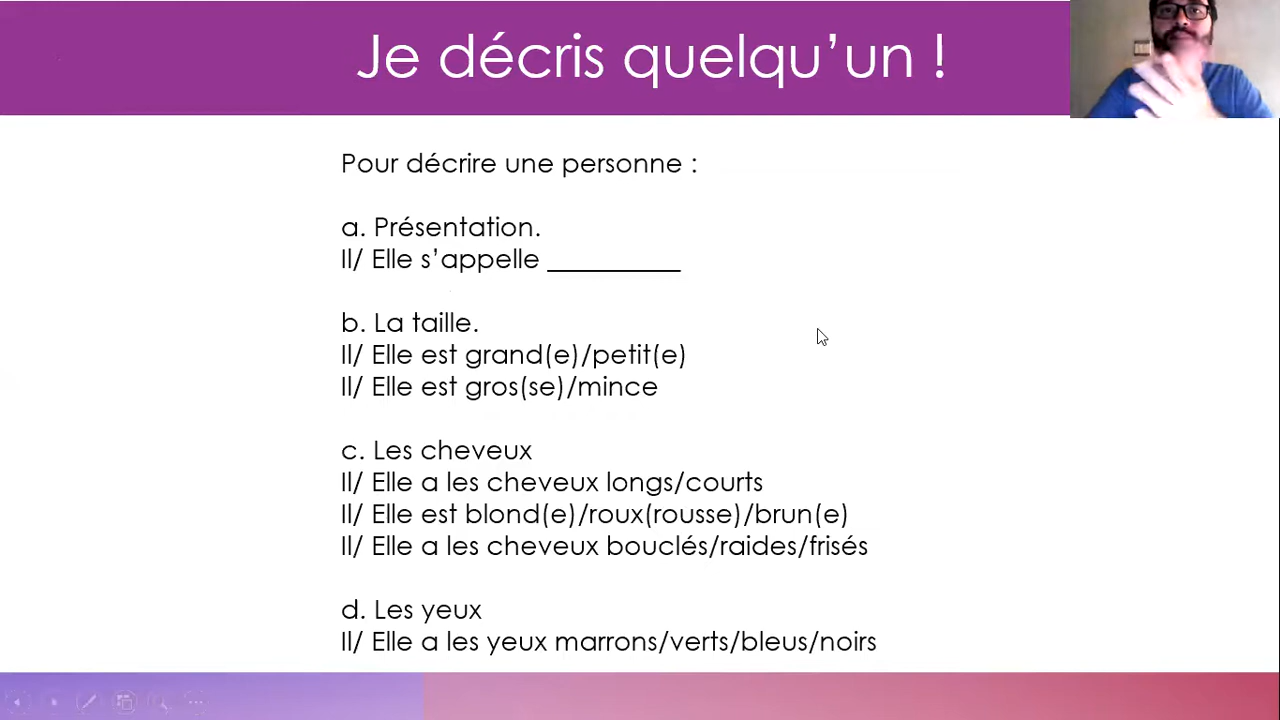 Je décris quelqu’un !
Pour décrire une personne :
a. Présentation.
Il/ Elle s’appelle __________
b. La taille.
Il/ Elle est grand(e)/petit(e)
Il/ Elle est gros(se)/mince
c. Les cheveux
Il/ Elle a les cheveux longs/courts
Il/ Elle est blond(e)/roux(rousse)/brun(e)
Il/ Elle a les cheveux bouclés/raides/frisés
d. Les yeux
Il/ Elle a les yeux marrons/verts/bleus/noirs